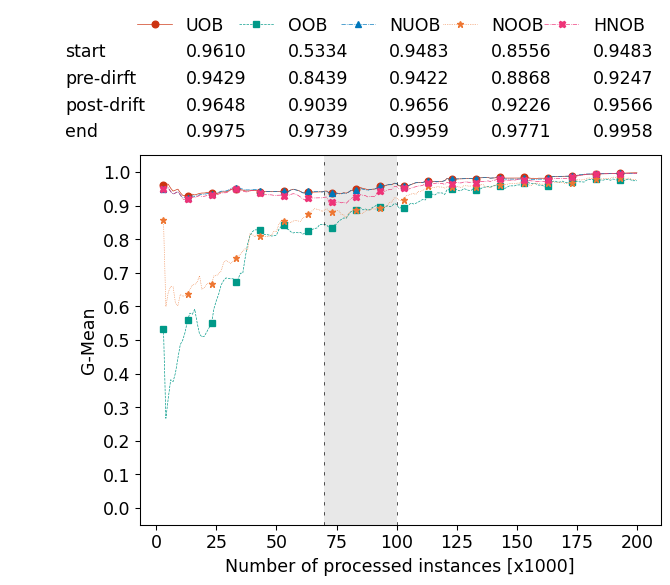 UOB OOB NUOB NOOB HNOB
start 0.9610 0.5334 0.9483 0.8556 0.9483
pre-dirft 0.9429 0.8439 0.9422 0.8868 0.9247
post-drift 0.9648 0.9039 0.9656 0.9226 0.9566
end 0.9975 0.9739 0.9959 0.9771 0.9958
1.0
0.9
0.8
0.7
0.6
0.5
0.4
0.3
0.2
0.1
0.0
G-Mean
0 25 50 75 100 125 150 175 200
Number of processed instances [x1000]